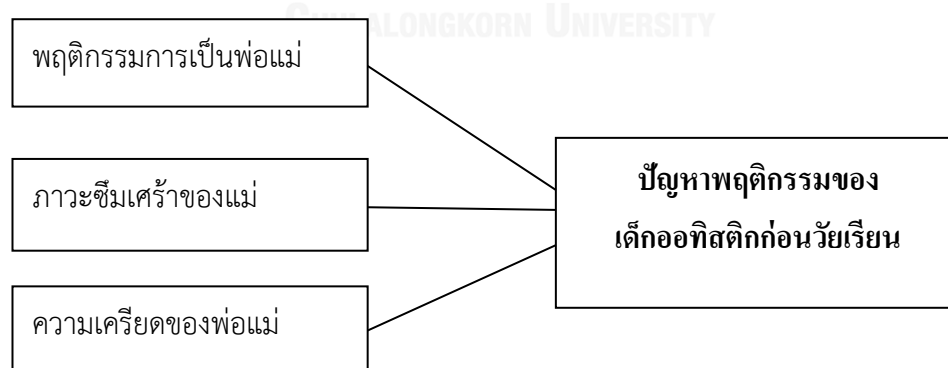 CHULALONGKORN UNIVERSITY
พฤติกรรมการเป็นพ่อแม่
ภาวะซึมเศร้าของแม่
ความเครียดของพ่อแม่
ปัญหาพฤติกรรมของ
เด็กออทิสติกก่อนวัยเรียน